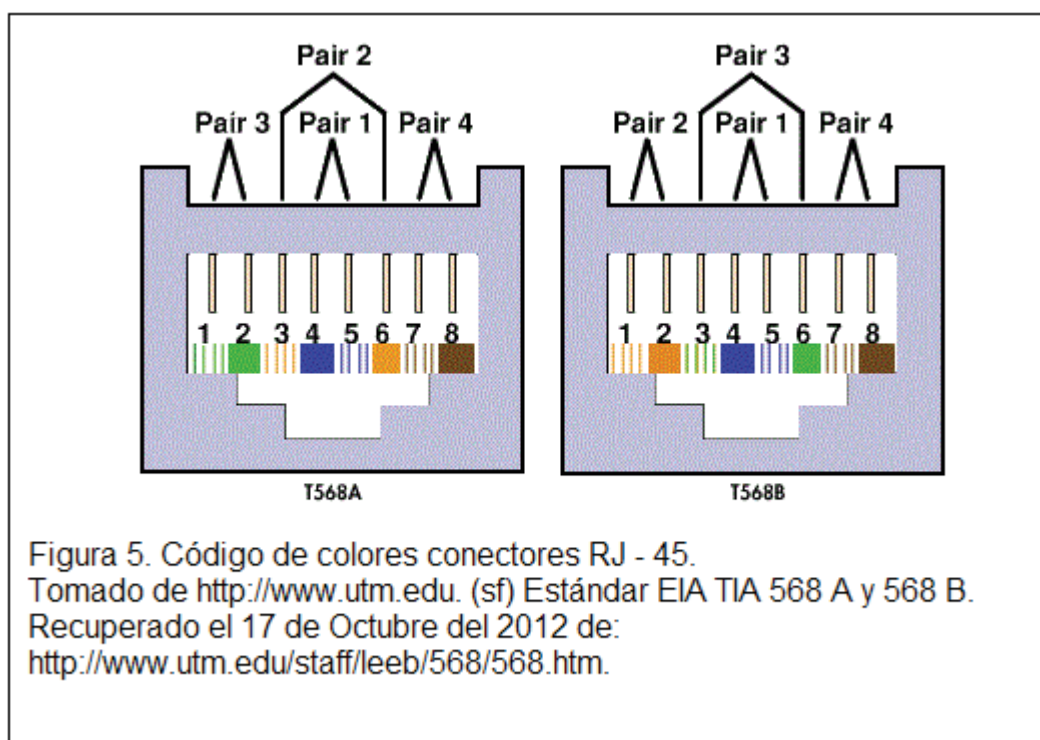 Pair 2
Pair 3 Pair 1 Pair 4
1 2 3 4 5 6 7 8
T568A
Pair 3
Pair 2 Pair 1 Pair 4
1 2 3 4 5 6 7 8
T568B
Figura 5. Código de colores conectores RJ - 45.
Tomado de http://www.utm.edu. (sf) Estándar EIA TIA 568 A y 568 B.
Recuperado el 17 de Octubre del 2012 de:
http://www.utm.edu/staff/leeb/568/568.htm.